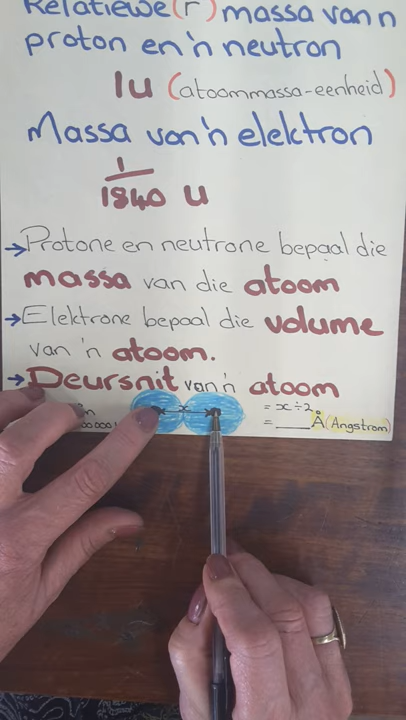 Relatiewe(r) massa van n
proton en 'n neutron
1u (atoommassa-eenheid)
Massa van 'n elektron
1/1840 u
→ Protone en neutrone bepaal die
massa van die atoom
→ Elektrone bepaal die volume
van 'n atoom.
→ Deursnit van 'n atoom
x = x ÷ 2
= ____ Å (Angstrom)